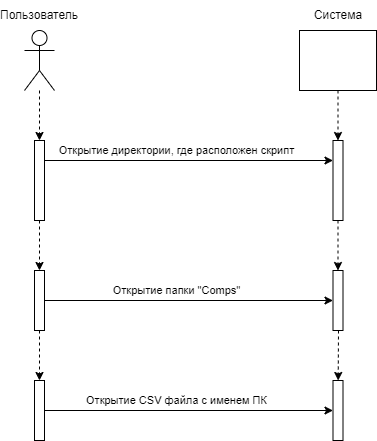 Пользователь
Система
Открытие директории, где расположен скрипт
Открытие папки "Comps"
Открытие CSV файла с именем ПК